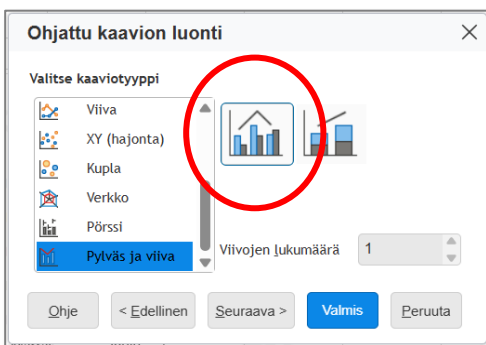 Ohjattu kaavion luonti
Valitse kaaviotyyppi
Viiva
XY (hajonta)
Kupla
Verkko
Pörssi
Pylväs ja viiva
Viivojen lukumäärä 1
Ohje < Edellinen Seuraava > Valmis Peruuta